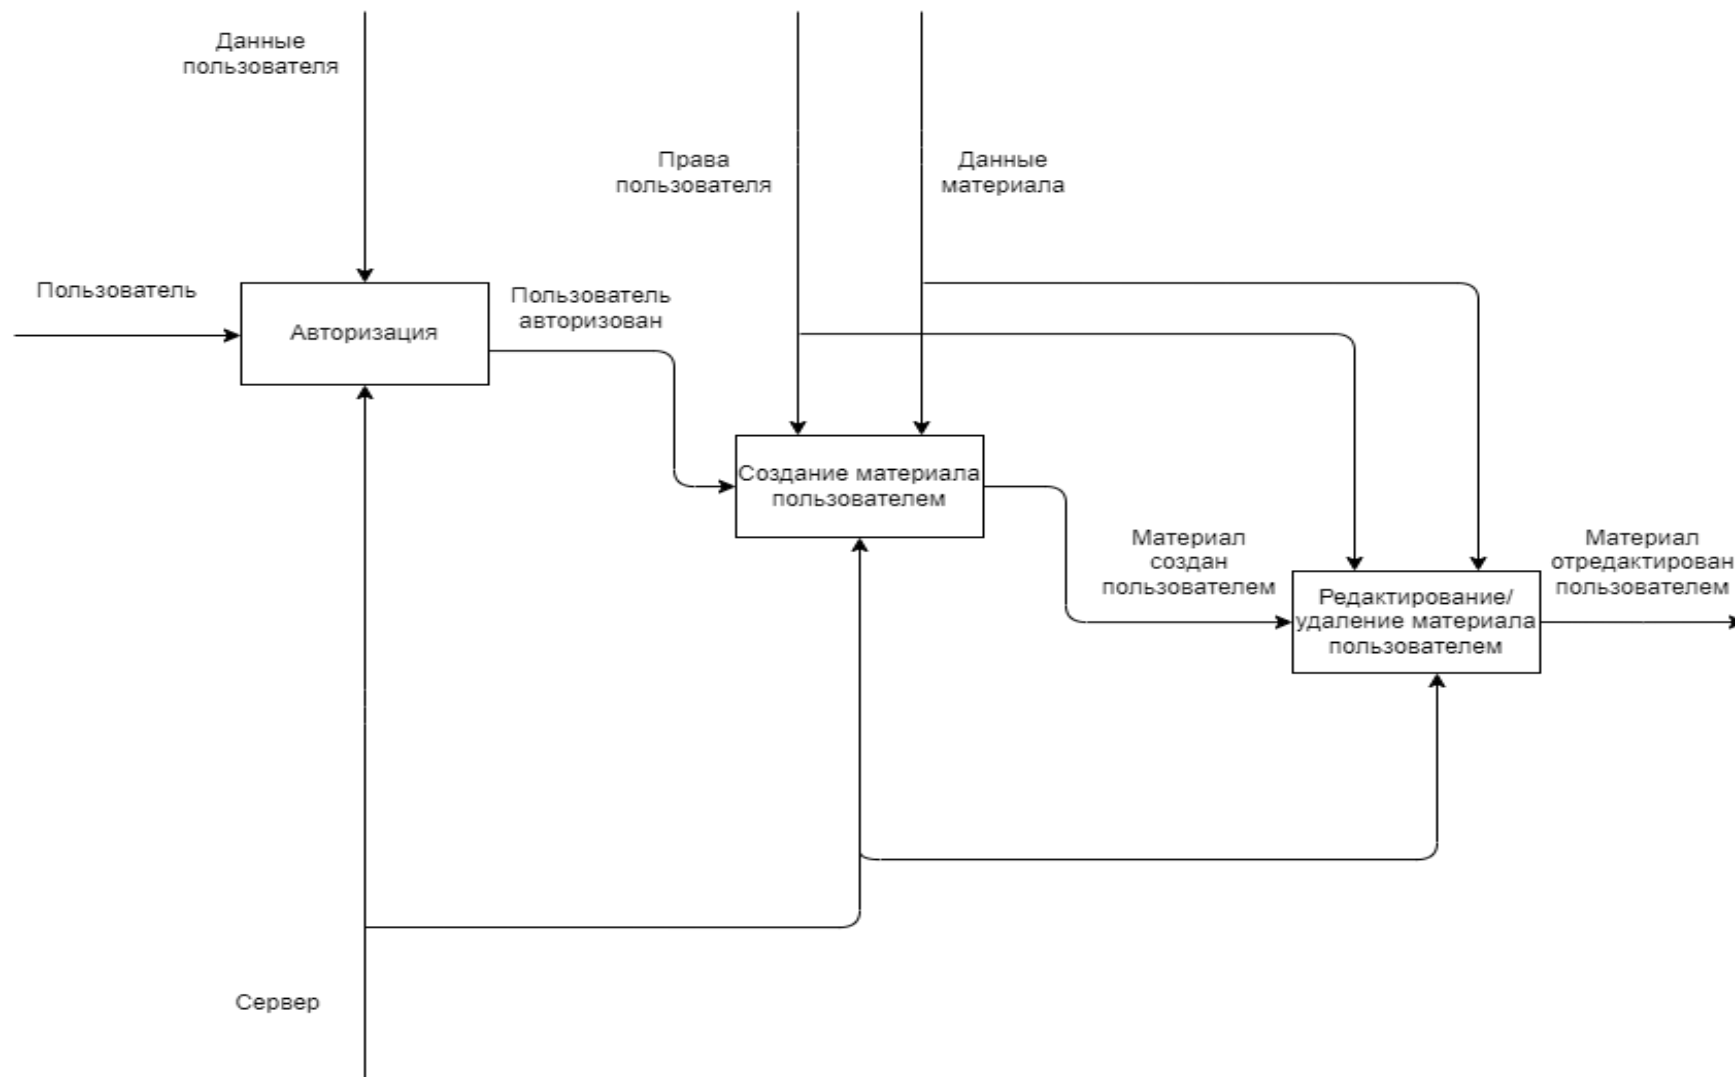 Данные
пользователя
Права
пользователя
Данные
материала
Пользователь
Авторизация
Пользователь
авторизован
Создание материала
пользователем
Материал
создан
пользователем
Редактирование/
удаление материала
пользователем
Материал
отредактирован
пользователем
Сервер